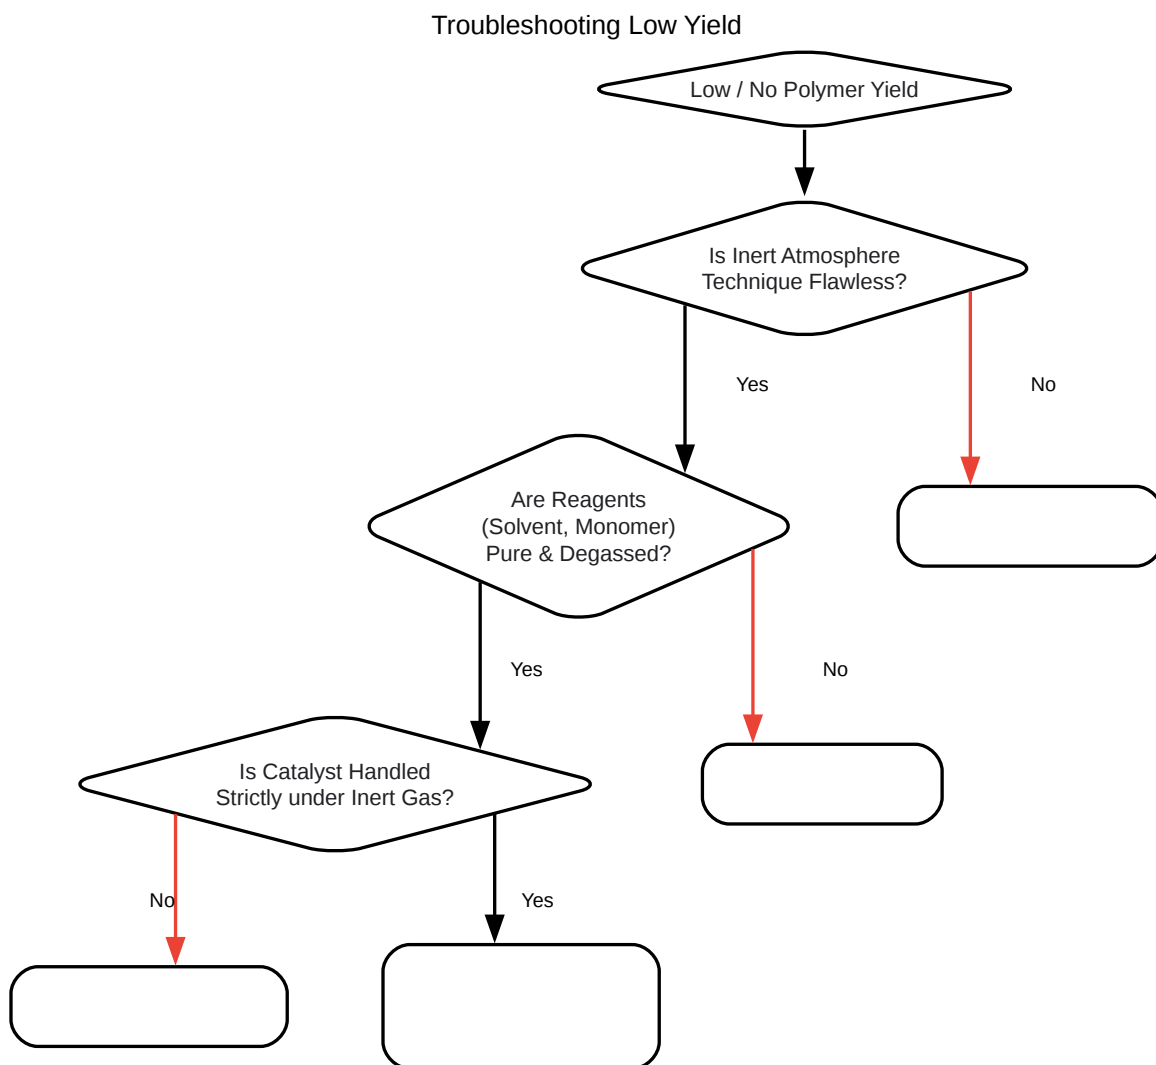 Troubleshooting Low Yield
Low / No Polymer Yield
Is Inert Atmosphere
Technique Flawless?
Yes
No
Are Reagents
(Solvent, Monomer)
Pure & Degassed?
Yes
No
Is Catalyst Handled
Strictly under Inert Gas?
No
Yes